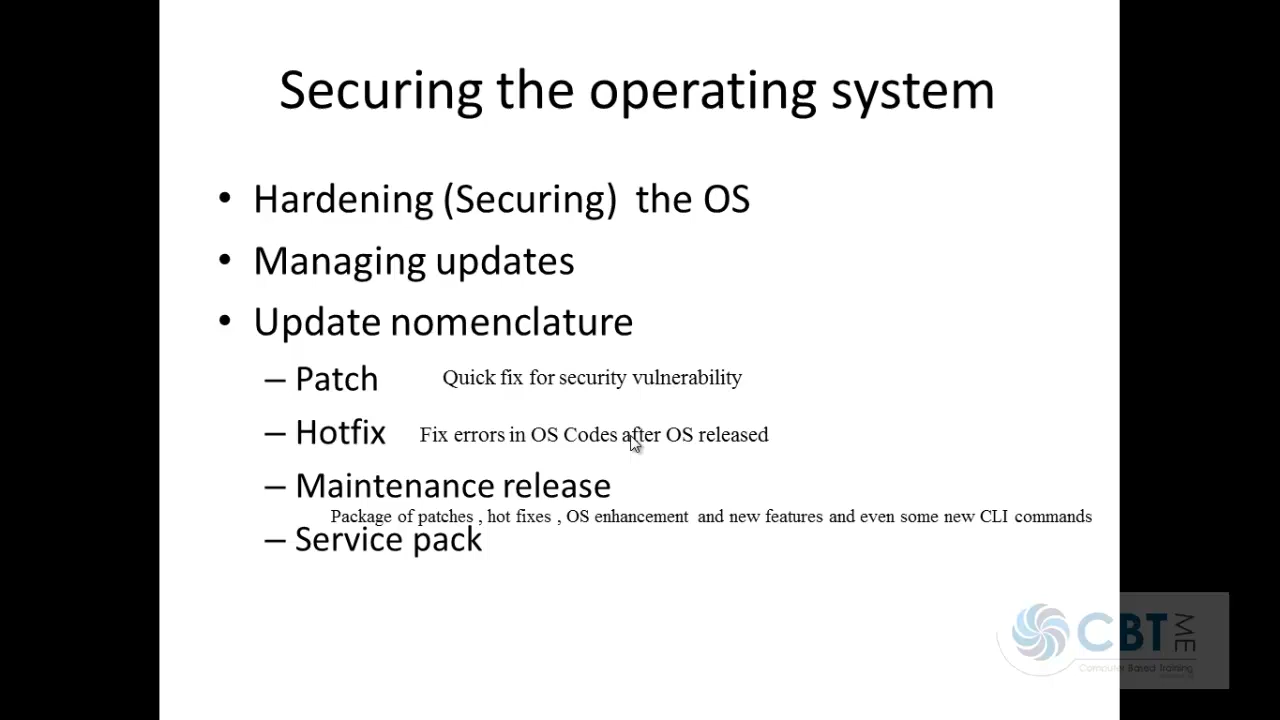 Securing the operating system
• Hardening (Securing) the OS
• Managing updates
• Update nomenclature
– Patch Quick fix for security vulnerability
– Hotfix Fix errors in OS Codes after OS released
– Maintenance release
Package of patches , hot fixes , OS enhancement and new features and even some new CLI commands
– Service pack
CBT ME
Computer Based Training